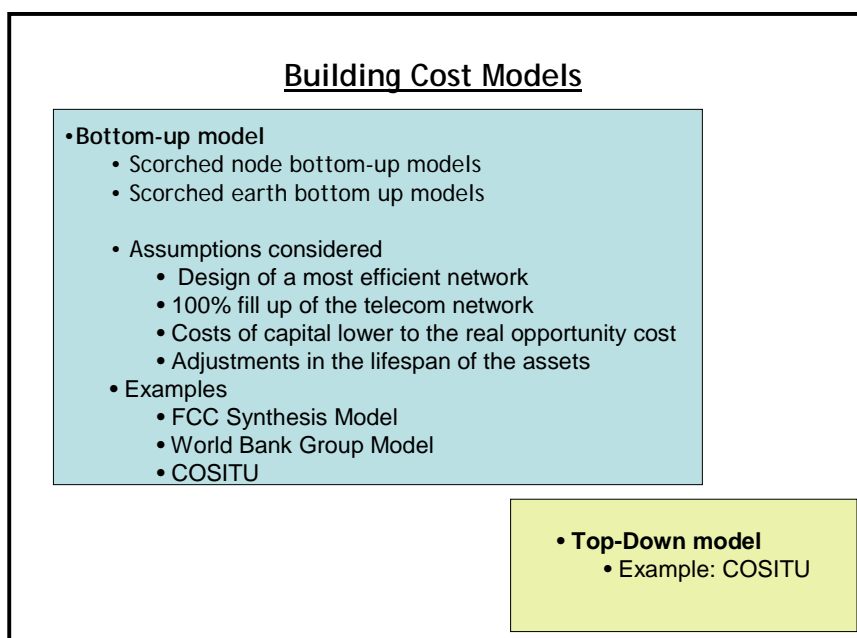 Building Cost Models
•Bottom-up model
• Scorched node bottom-up models
• Scorched earth bottom up models
• Assumptions considered
• Design of a most efficient network
• 100% fill up of the telecom network
• Costs of capital lower to the real opportunity cost
• Adjustments in the lifespan of the assets
• Examples
• FCC Synthesis Model
• World Bank Group Model
• COSITU
• Top-Down model
• Example: COSITU